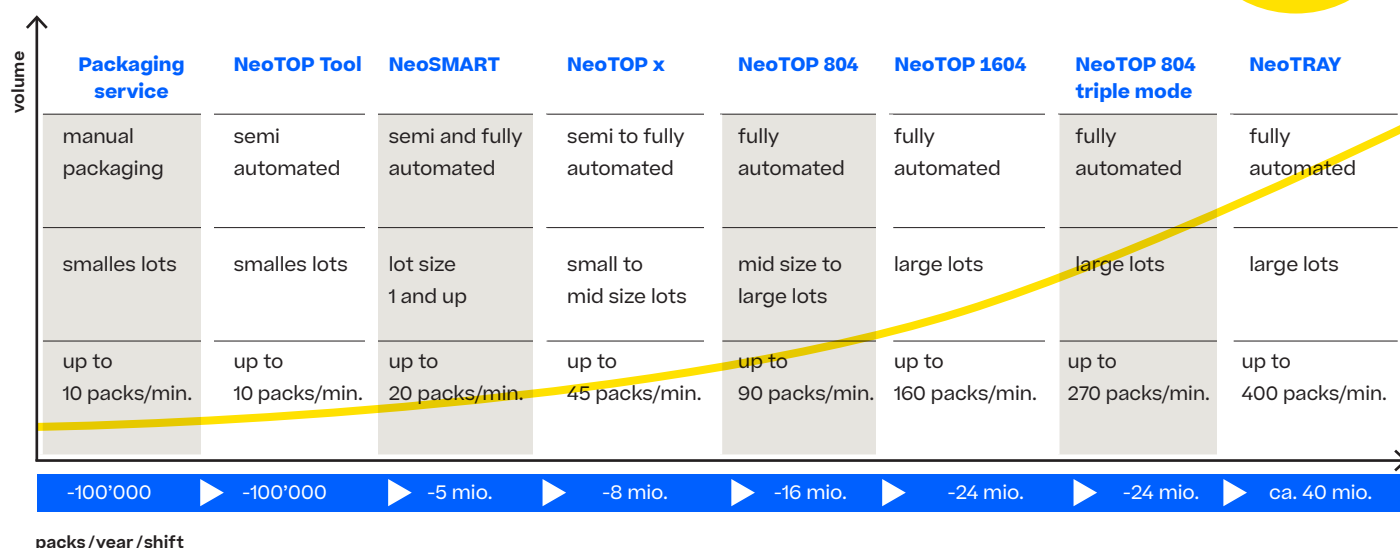 volume
Packaging
service
NeoTOP Tool
NeoSMART
NeoTOP x
NeoTOP 804
NeoTOP 1604
NeoTOP 804
triple mode
NeoTRAY
manual
packaging
semi
automated
semi and fully
automated
semi to fully
automated
fully
automated
fully
automated
fully
automated
fully
automated
smalles lots
smalles lots
lot size
1 and up
small to
mid size lots
mid size to
large lots
large lots
large lots
large lots
up to
10 packs/min.
up to
10 packs/min.
up to
20 packs/min.
up to
45 packs/min.
up to
90 packs/min.
up to
160 packs/min.
up to
270 packs/min.
up to
400 packs/min.
-100’000
-100’000
-5 mio.
-8 mio.
-16 mio.
-24 mio.
-24 mio.
ca. 40 mio.
packs/year/shift